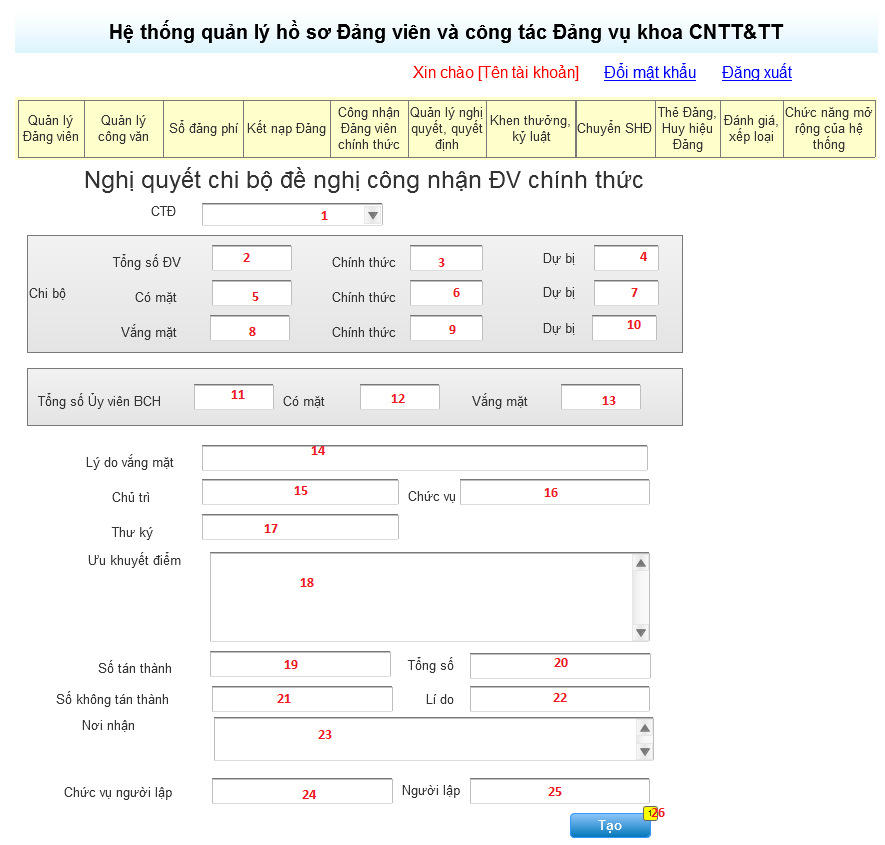 Hệ thống quản lý hồ sơ Đảng viên và công tác Đảng vụ khoa CNTT&TT
Xin chào [Tên tài khoản] Đổi mật khẩu Đăng xuất
Quản lý Đảng viên
Quản lý công văn
Sổ đảng phí
Kết nạp Đảng
Công nhận Đảng viên chính thức
Quản lý nghị quyết, quyết định
Khen thưởng, kỷ luật
Chuyển SHĐ
Thẻ Đảng, Huy hiệu Đảng
Đánh giá, xếp loại
Chức năng mở rộng của hệ thống
Nghị quyết chi bộ đề nghị công nhận ĐV chính thức
CTĐ 1
Tổng số ĐV 2 Chính thức 3 Dự bị 4
Chi bộ Có mặt 5 Chính thức 6 Dự bị 7
Vắng mặt 8 Chính thức 9 Dự bị 10
Tổng số Ủy viên BCH 11 Có mặt 12 Vắng mặt 13
Lý do vắng mặt 14
Chủ trì 15 Chức vụ 16
Thư ký 17
Ưu khuyết điểm 18
Số tán thành 19 Tổng số 20
Số không tán thành 21 Lí do 22
Nơi nhận 23
Chức vụ người lập 24 Người lập 25
Tạo 26